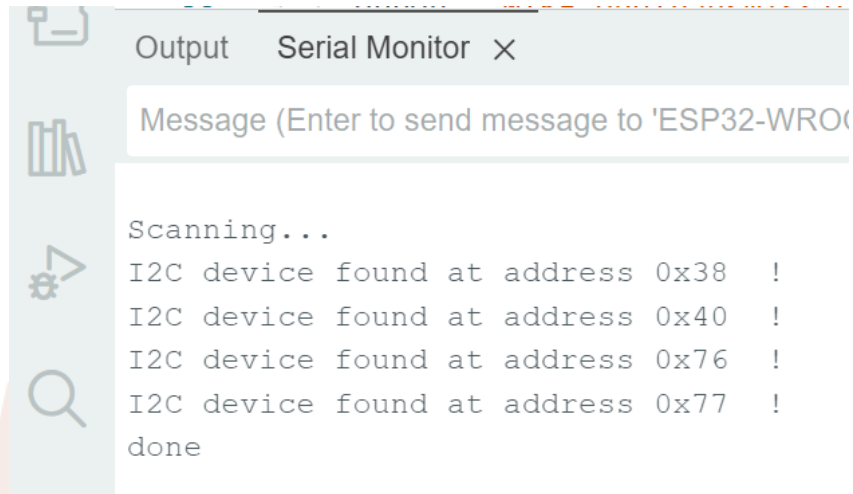 Output Serial Monitor ×
Message (Enter to send message to 'ESP32-WROO
Scanning...
I2C device found at address 0x38  !
I2C device found at address 0x40  !
I2C device found at address 0x76  !
I2C device found at address 0x77  !
done